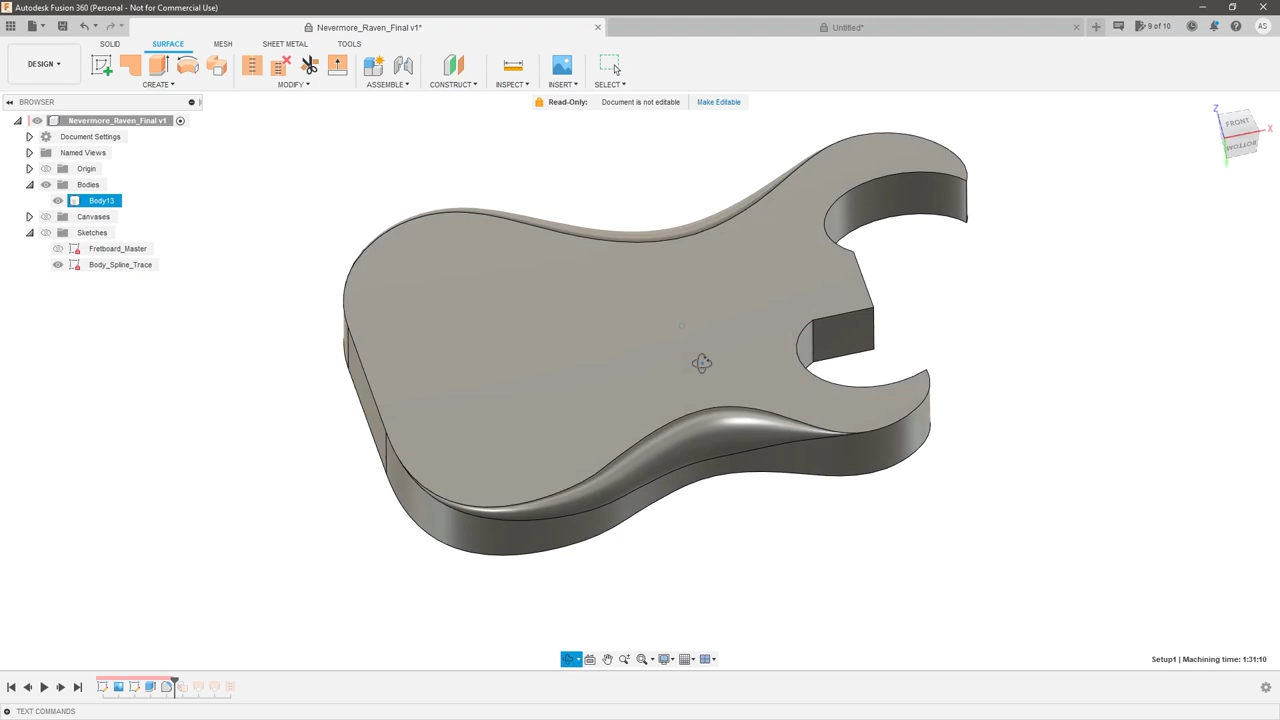 Autodesk Fusion 360 (Personal - Not for Commercial Use)
Nevermore_Raven_Final v1*
Untitled*
9 of 10
AS
SOLID
SURFACE
MESH
SHEET METAL
TOOLS
DESIGN
CREATE
MODIFY
ASSEMBLE
CONSTRUCT
INSPECT
INSERT
SELECT
BROWSER
Read-Only: Document is not editable Make Editable
Nevermore_Raven_Final v1
Document Settings
Named Views
Origin
Bodies
Body13
Canvases
Sketches
Fretboard_Master
Body_Spline_Trace
Z
X
FRONT
BOTTOM
Setup1 | Machining time: 1:31:10
TEXT COMMANDS